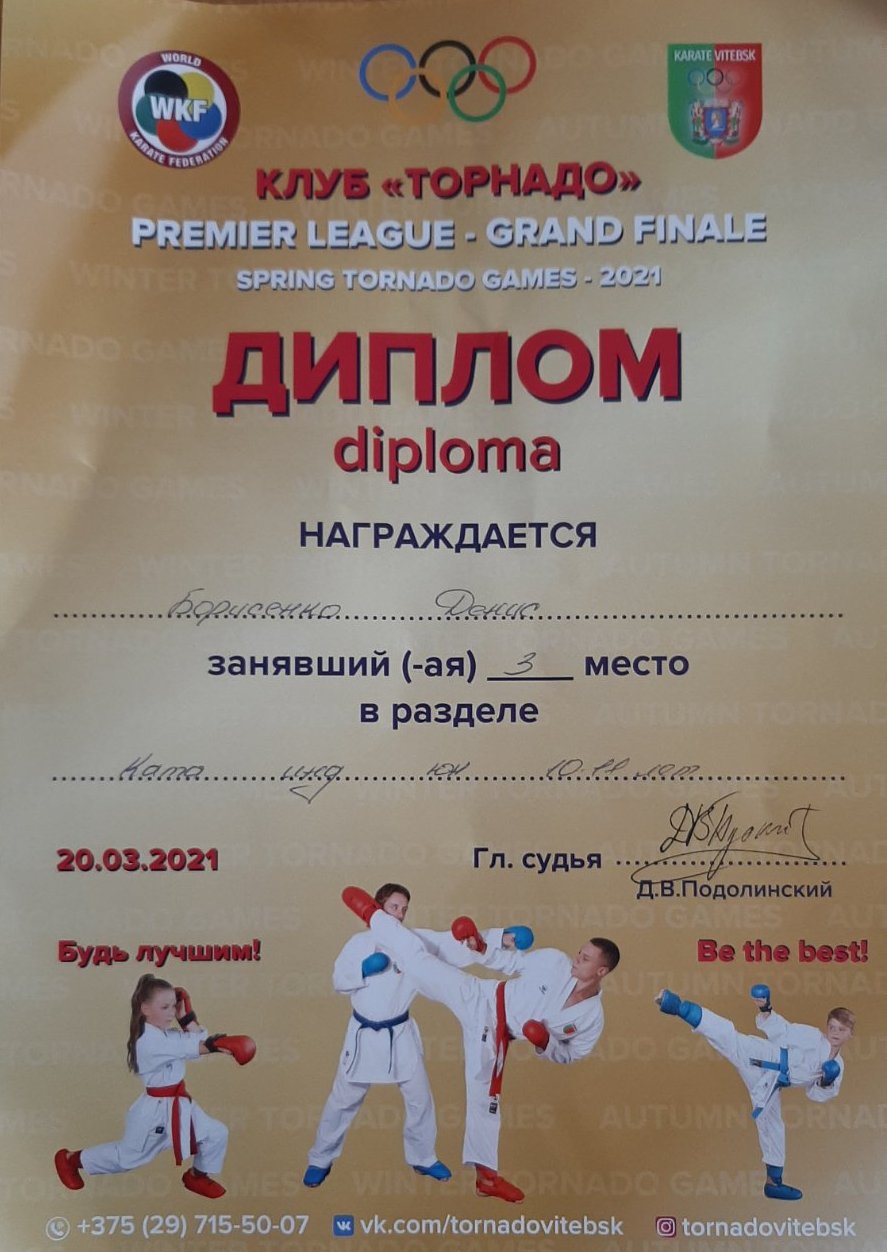 WORLD
WKF
KARATE FEDERATION
KARATE VITEBSK
КЛУБ «ТОРНАДО»
PREMIER LEAGUE - GRAND FINALE
SPRING TORNADO GAMES - 2021
ДИПЛОМ
diploma
НАГРАЖДАЕТСЯ
Борисенко Денис
занявший (-ая) 3 место
в разделе
Ката инд юн 10-11 лет
20.03.2021
Гл. судья
Д.В.Подолинский
Будь лучшим!
Be the best!
+375 (29) 715-50-07 vk.com/tornadovitebsk tornadovitebsk